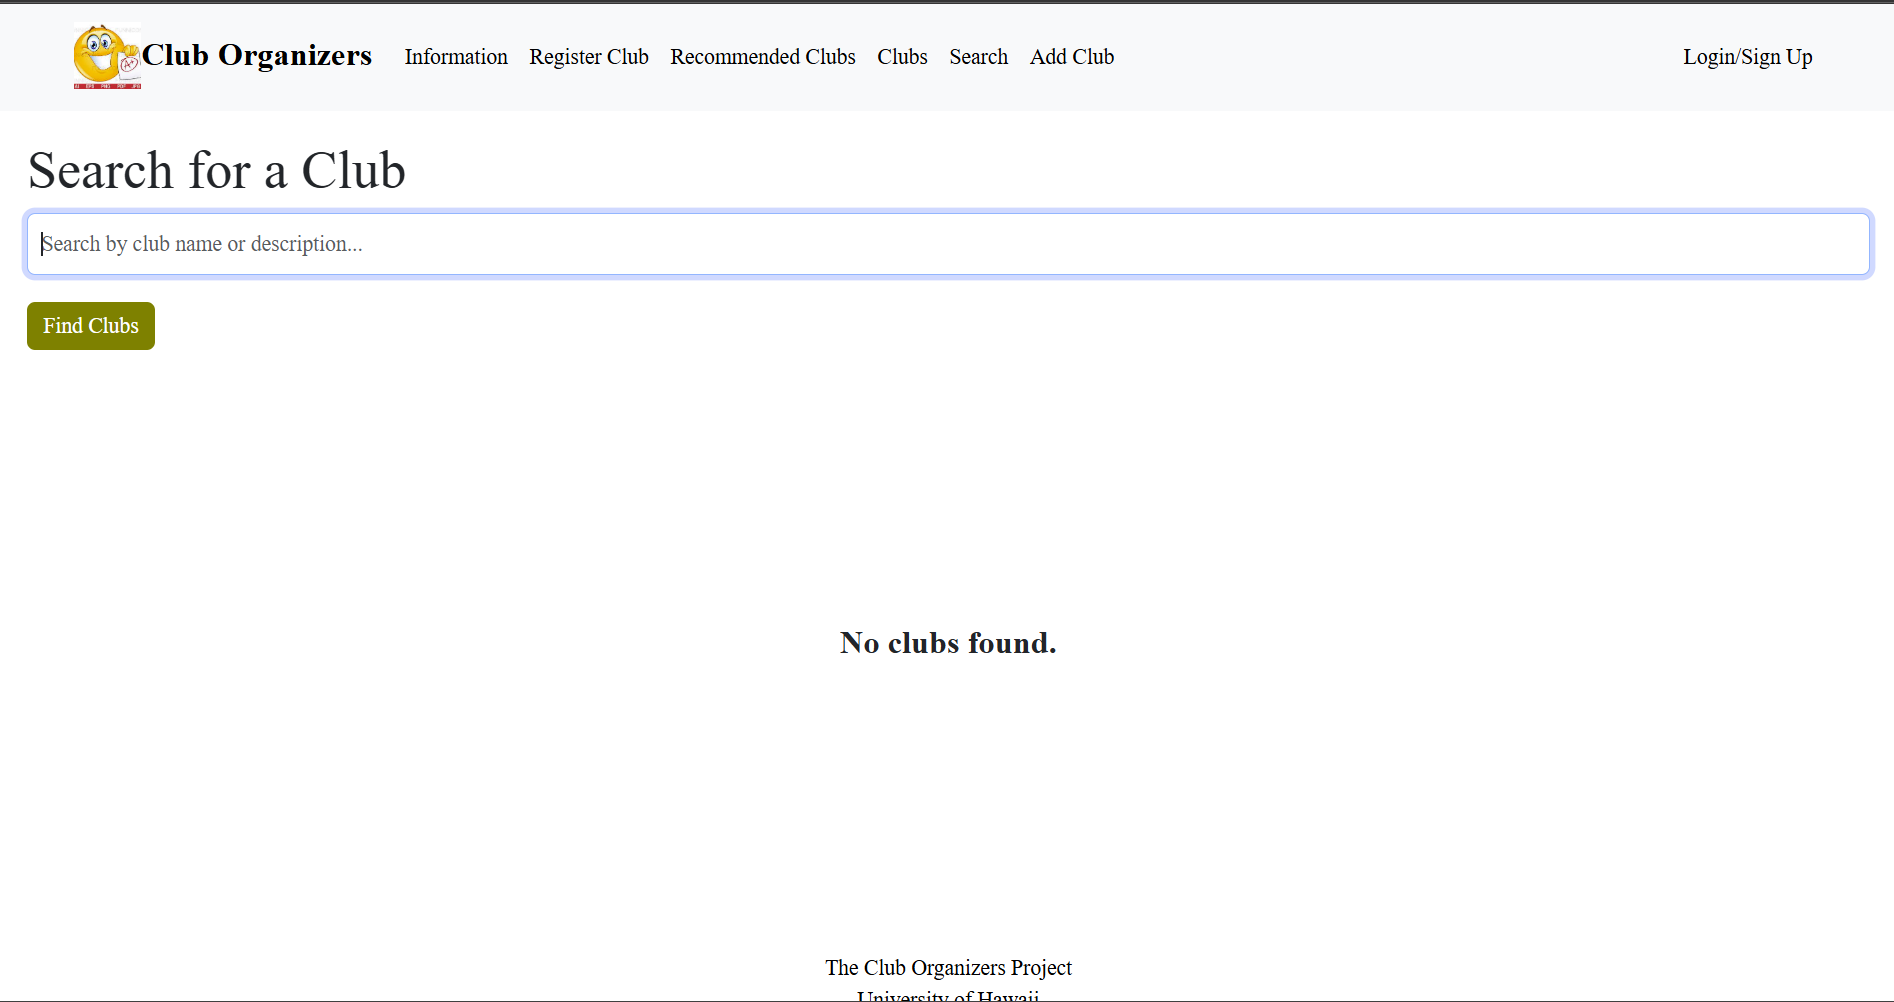 Club Organizers Information Register Club Recommended Clubs Clubs Search Add Club Login/Sign Up
A+
Search for a Club
Search by club name or description...
Find Clubs
No clubs found.
The Club Organizers Project
University of Hawaii